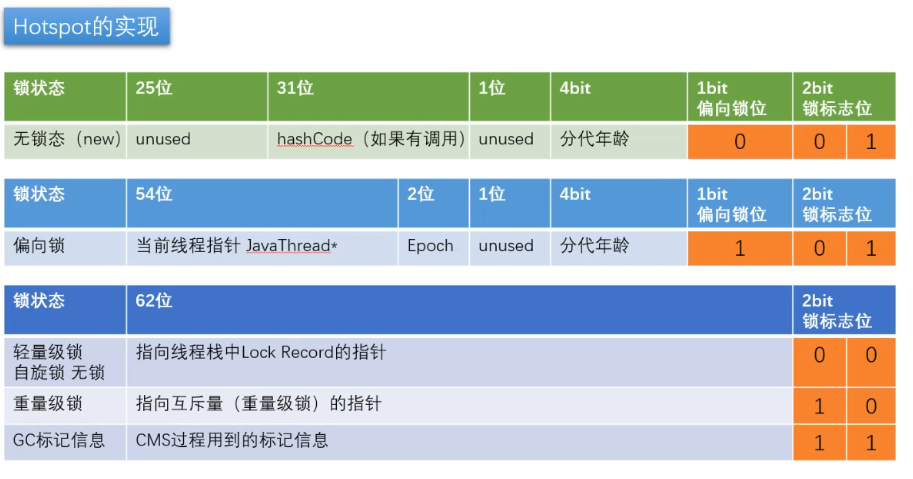 Hotspot的实现
锁状态 25位 31位 1位 4bit 1bit 2bit
偏向锁位 锁标志位
无锁态（new） unused hashCode（如果有调用） unused 分代年龄 0 0 1
锁状态 54位 2位 1位 4bit 1bit 2bit
偏向锁位 锁标志位
偏向锁 当前线程指针 JavaThread* Epoch unused 分代年龄 1 0 1
锁状态 62位 2bit
锁标志位
轻量级锁 指向线程栈中Lock Record的指针 0 0
自旋锁 无锁
重量级锁 指向互斥量（重量级锁）的指针 1 0
GC标记信息 CMS过程用到的标记信息 1 1